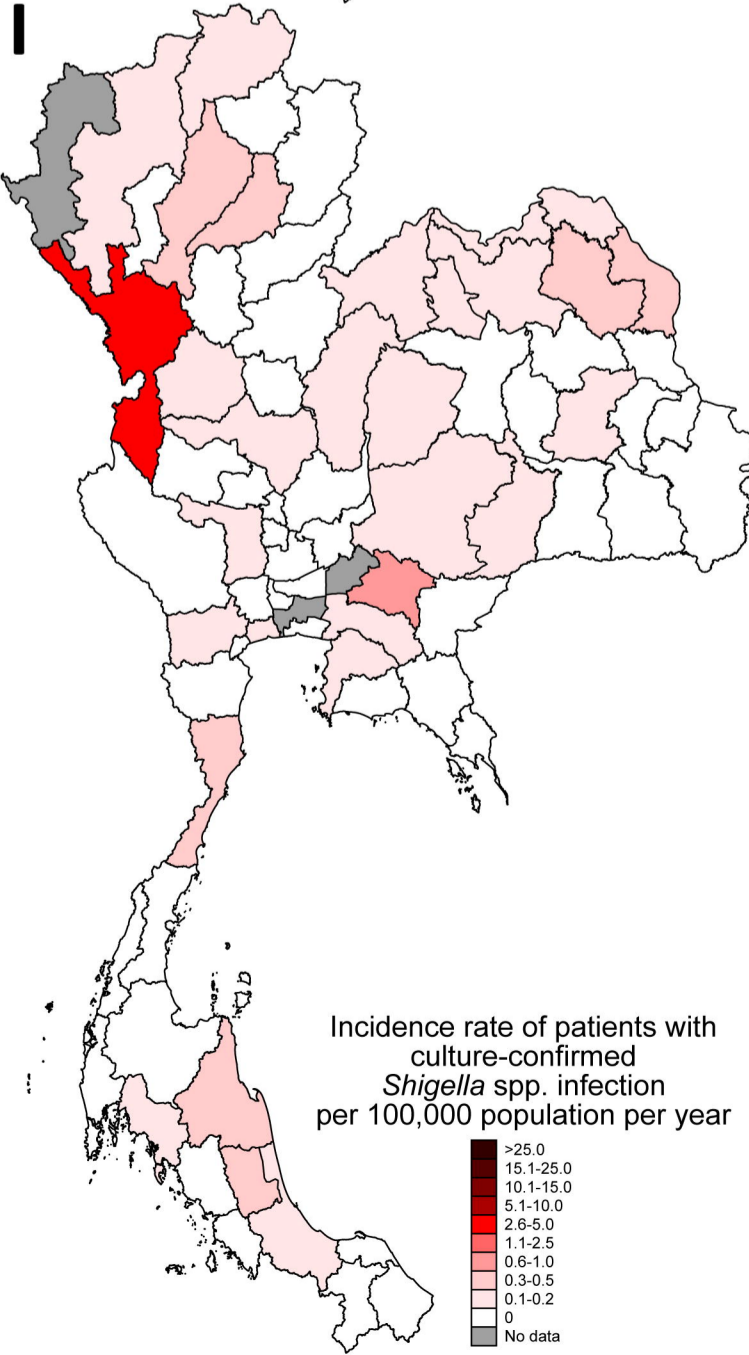 I
Incidence rate of patients with
culture-confirmed
Shigella spp. infection
per 100,000 population per year
>25.0
15.1-25.0
10.1-15.0
5.1-10.0
2.6-5.0
1.1-2.5
0.6-1.0
0.3-0.5
0.1-0.2
0
No data